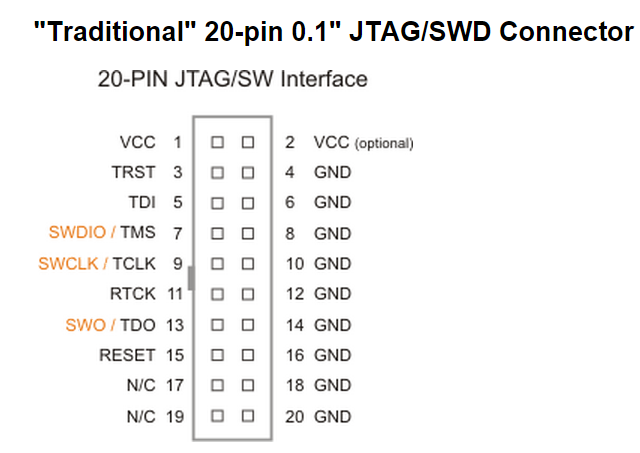 "Traditional" 20-pin 0.1" JTAG/SWD Connector
20-PIN JTAG/SW Interface
VCC 1 2 VCC (optional)
TRST 3 4 GND
TDI 5 6 GND
SWDIO / TMS 7 8 GND
SWCLK / TCLK 9 10 GND
RTCK 11 12 GND
SWO / TDO 13 14 GND
RESET 15 16 GND
N/C 17 18 GND
N/C 19 20 GND